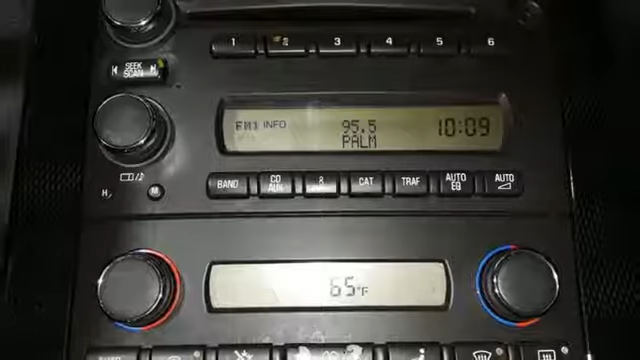 1 2 3 4 5 6
SEEK
SCAN
FM1 INFO 95.5 10:09
PALM
H M
BAND CD AUX CAT TRAF AUTO EQ AUTO
65°F